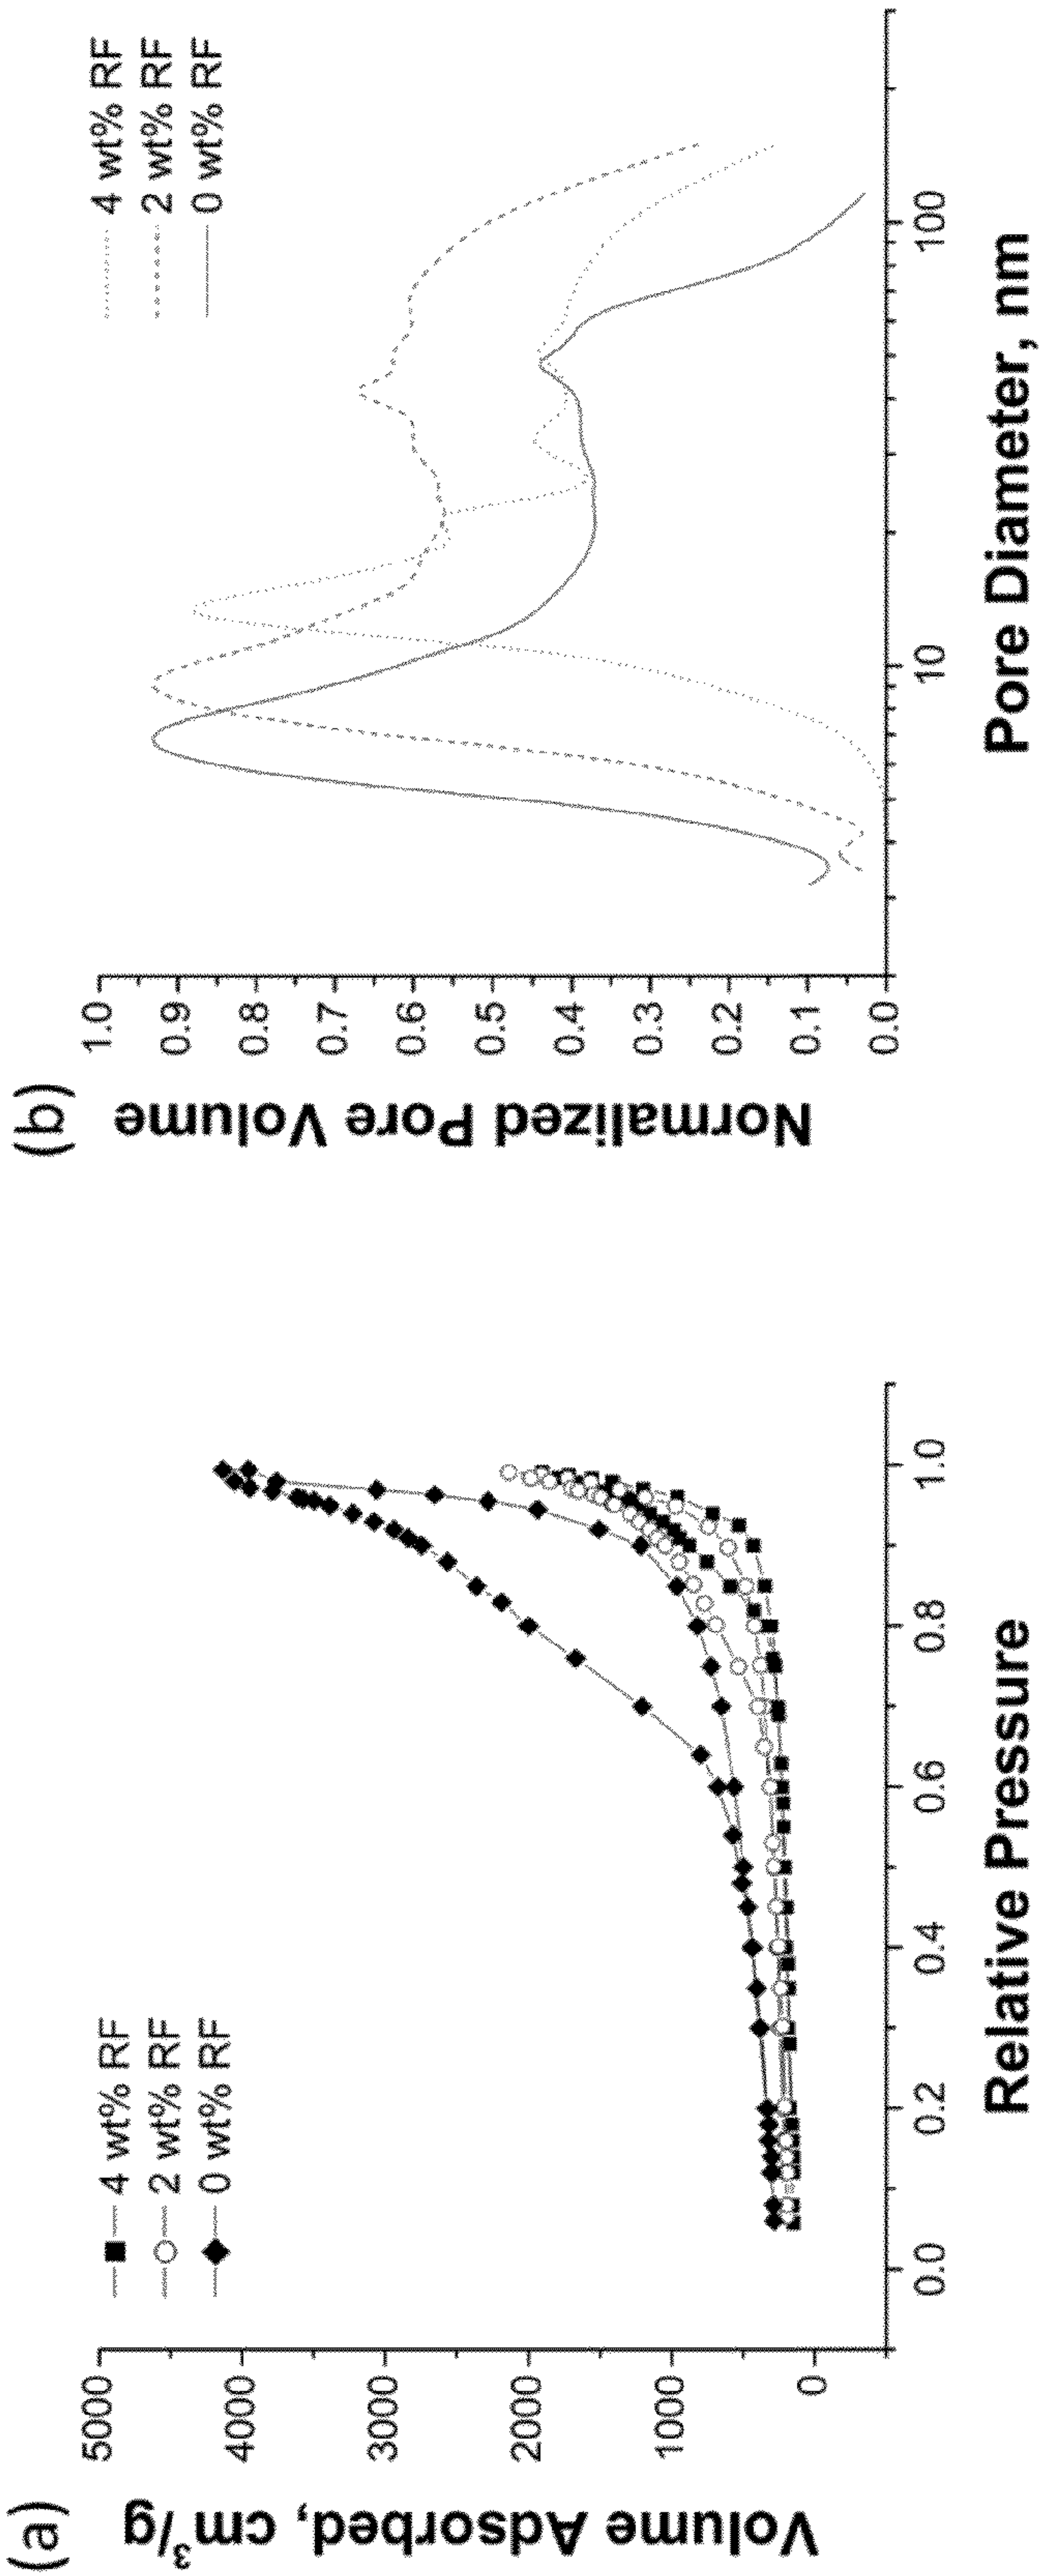 (a)
Volume Adsorbed, cm³/g
5000
4000
3000
2000
1000
0
4 wt% RF
2 wt% RF
0 wt% RF
0.0
0.2
0.4
0.6
0.8
1.0
Relative Pressure
(b)
Normalized Pore Volume
1.0
0.9
0.8
0.7
0.6
0.5
0.4
0.3
0.2
0.1
0.0
4 wt% RF
2 wt% RF
0 wt% RF
10
100
Pore Diameter, nm